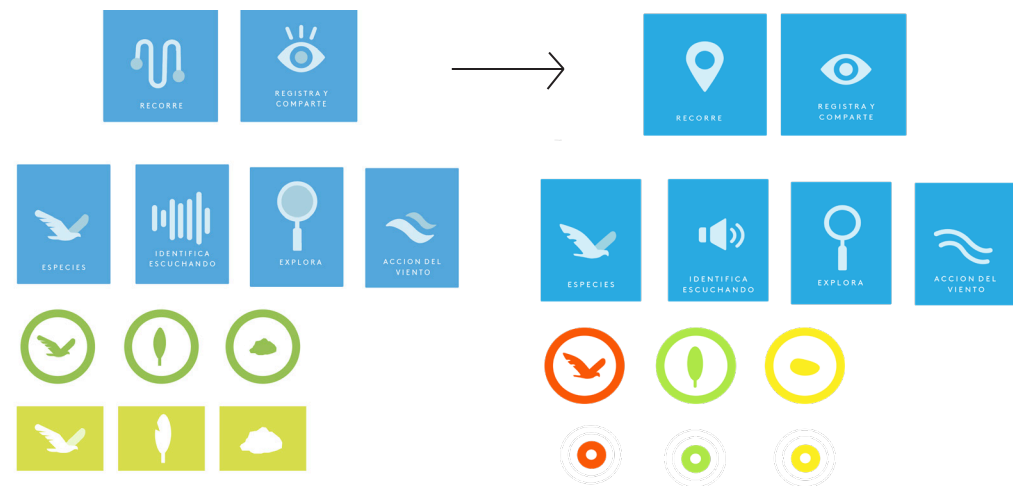 RECORRE
REGISTRA Y
COMPARTE
RECORRE
REGISTRA Y
COMPARTE
ESPECIES
IDENTIFICA
ESCUCHANDO
EXPLORA
ACCION DEL
VIENTO
ESPECIES
IDENTIFICA
ESCUCHANDO
EXPLORA
ACCION DEL
VIENTO